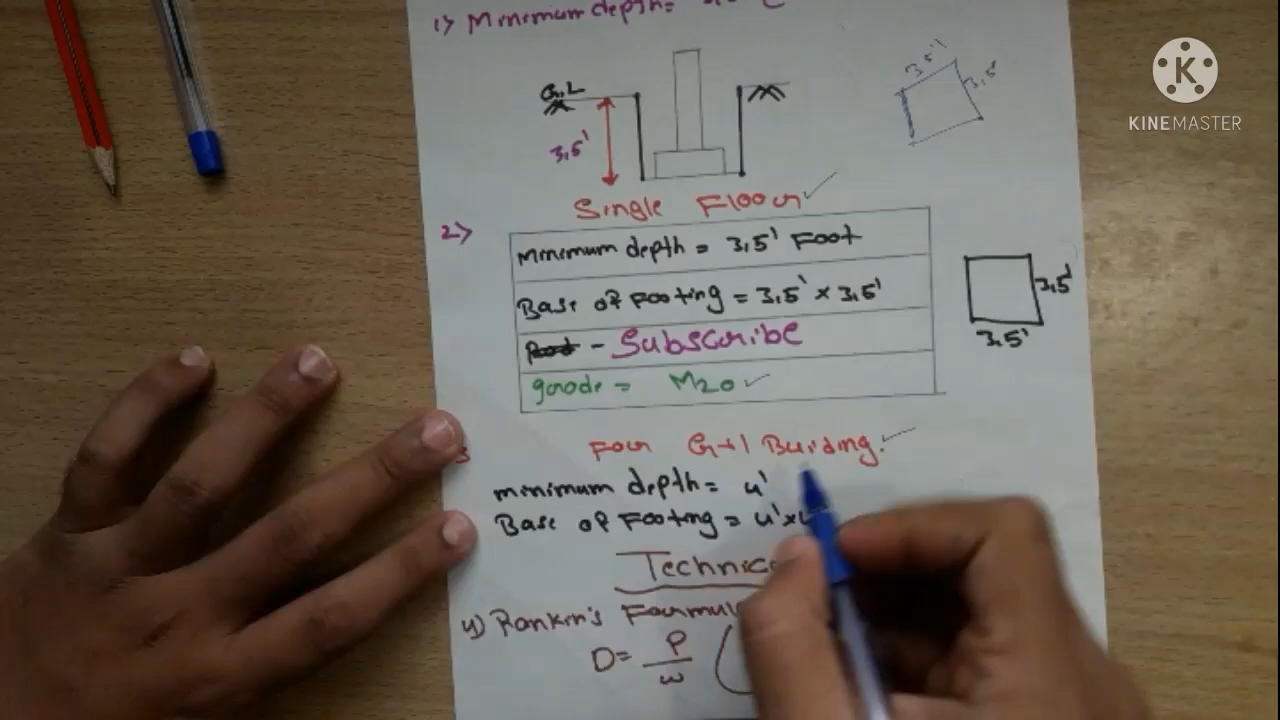 1) Minimum depth=
3.5'
3.5'
K
KINEMASTER
G.L
3.5'
Single Floor
2)
Minimum depth = 3.5' Foot
Base of Footing = 3.5' x 3.5'
- Subscribe
grade = M20
3.5'
3.5'
3
For G+1 Building.
minimum depth = 4'
Base of Footing = 4'x
Technic
4) Rankin's Formul
D= P/w (